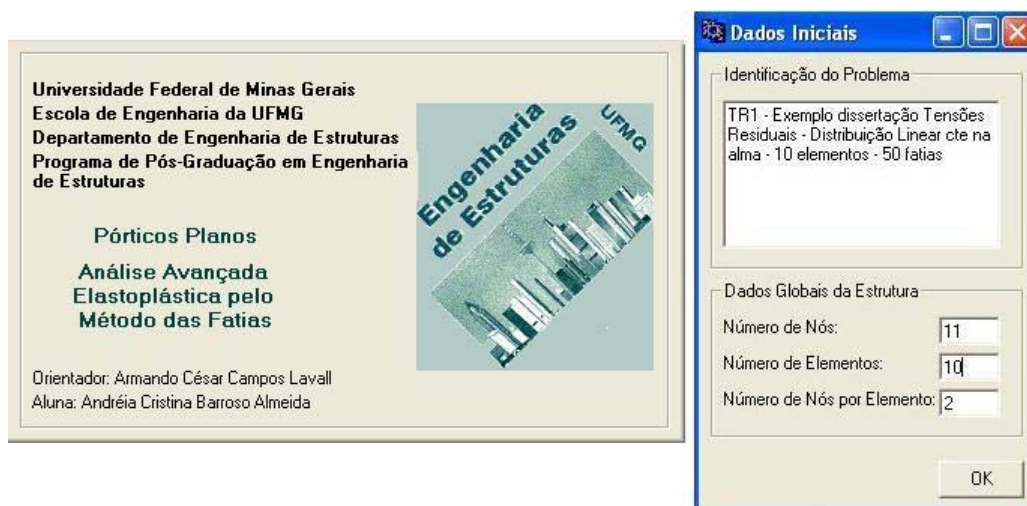 Universidade Federal de Minas Gerais
Escola de Engenharia da UFMG
Departamento de Engenharia de Estruturas
Programa de Pós-Graduação em Engenharia
de Estruturas
Engenharia
de Estruturas
UFMG
Pórticos Planos
Análise Avançada
Elastoplástica pelo
Método das Fatias
Orientador: Armando César Campos Lavall
Aluna: Andréia Cristina Barroso Almeida
Dados Iniciais
Identificação do Problema
TR1 - Exemplo dissertação Tensões
Residuais - Distribuição Linear cte na
alma - 10 elementos - 50 fatias
Dados Globais da Estrutura
Número de Nós: 11
Número de Elementos: 10
Número de Nós por Elemento: 2
OK